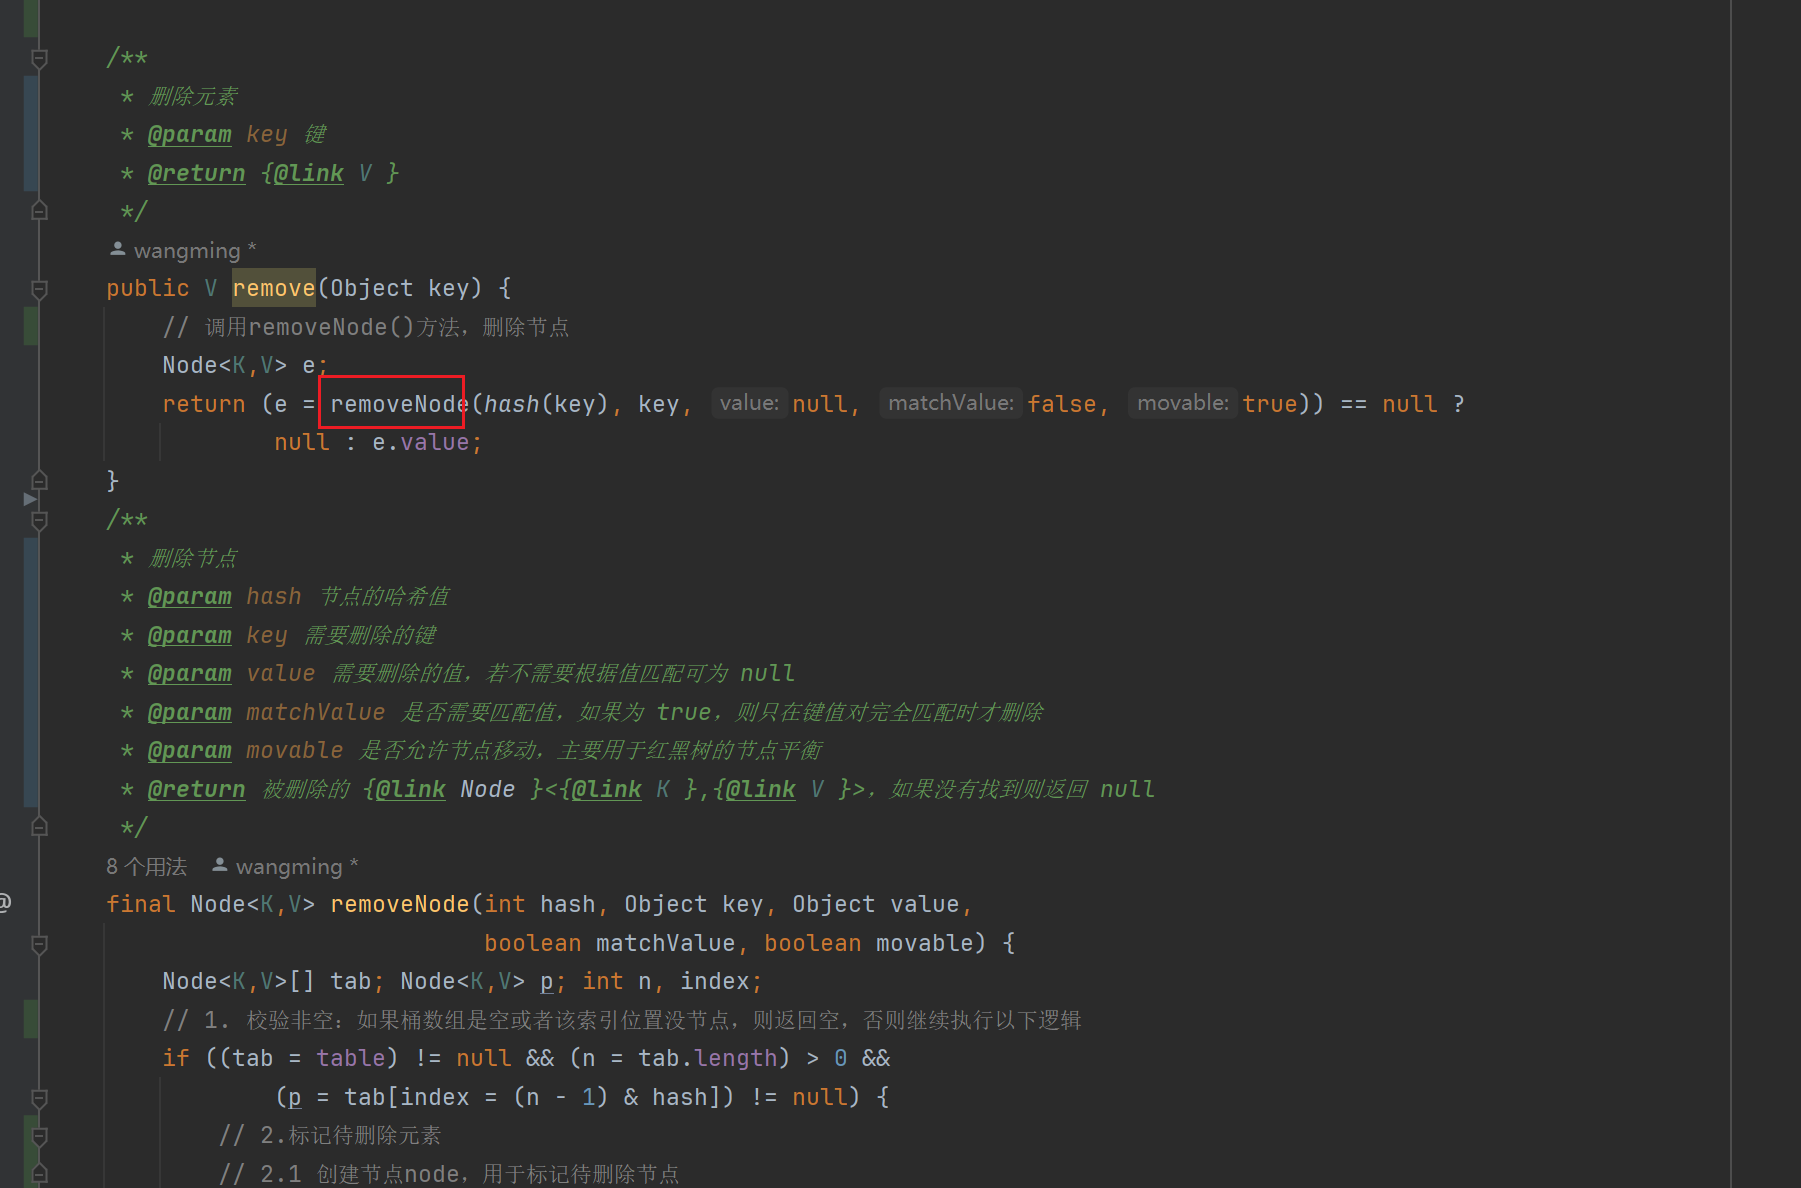 /**
* 删除元素
* @param key 键
* @return {@link V }
*/
wangming *
public V remove(Object key) {
// 调用removeNode()方法，删除节点
Node<K,V> e;
return (e = removeNode(hash(key), key, value: null, matchValue: false, movable: true)) == null ?
null : e.value;
}
/**
* 删除节点
* @param hash 节点的哈希值
* @param key 需要删除的键
* @param value 需要删除的值，若不需要根据值匹配可为 null
* @param matchValue 是否需要匹配值，如果为 true，则只在键值对完全匹配时才删除
* @param movable 是否允许节点移动，主要用于红黑树的节点平衡
* @return 被删除的 {@link Node }<{@link K },{@link V }>，如果没有找到则返回 null
*/
8 个用法 wangming *
@
final Node<K,V> removeNode(int hash, Object key, Object value,
boolean matchValue, boolean movable) {
Node<K,V>[] tab; Node<K,V> p; int n, index;
// 1. 校验非空：如果桶数组是空或者该索引位置没节点，则返回空，否则继续执行以下逻辑
if ((tab = table) != null && (n = tab.length) > 0 &&
(p = tab[index = (n - 1) & hash]) != null) {
// 2.标记待删除元素
// 2.1 创建节点node，用于标记待删除节点